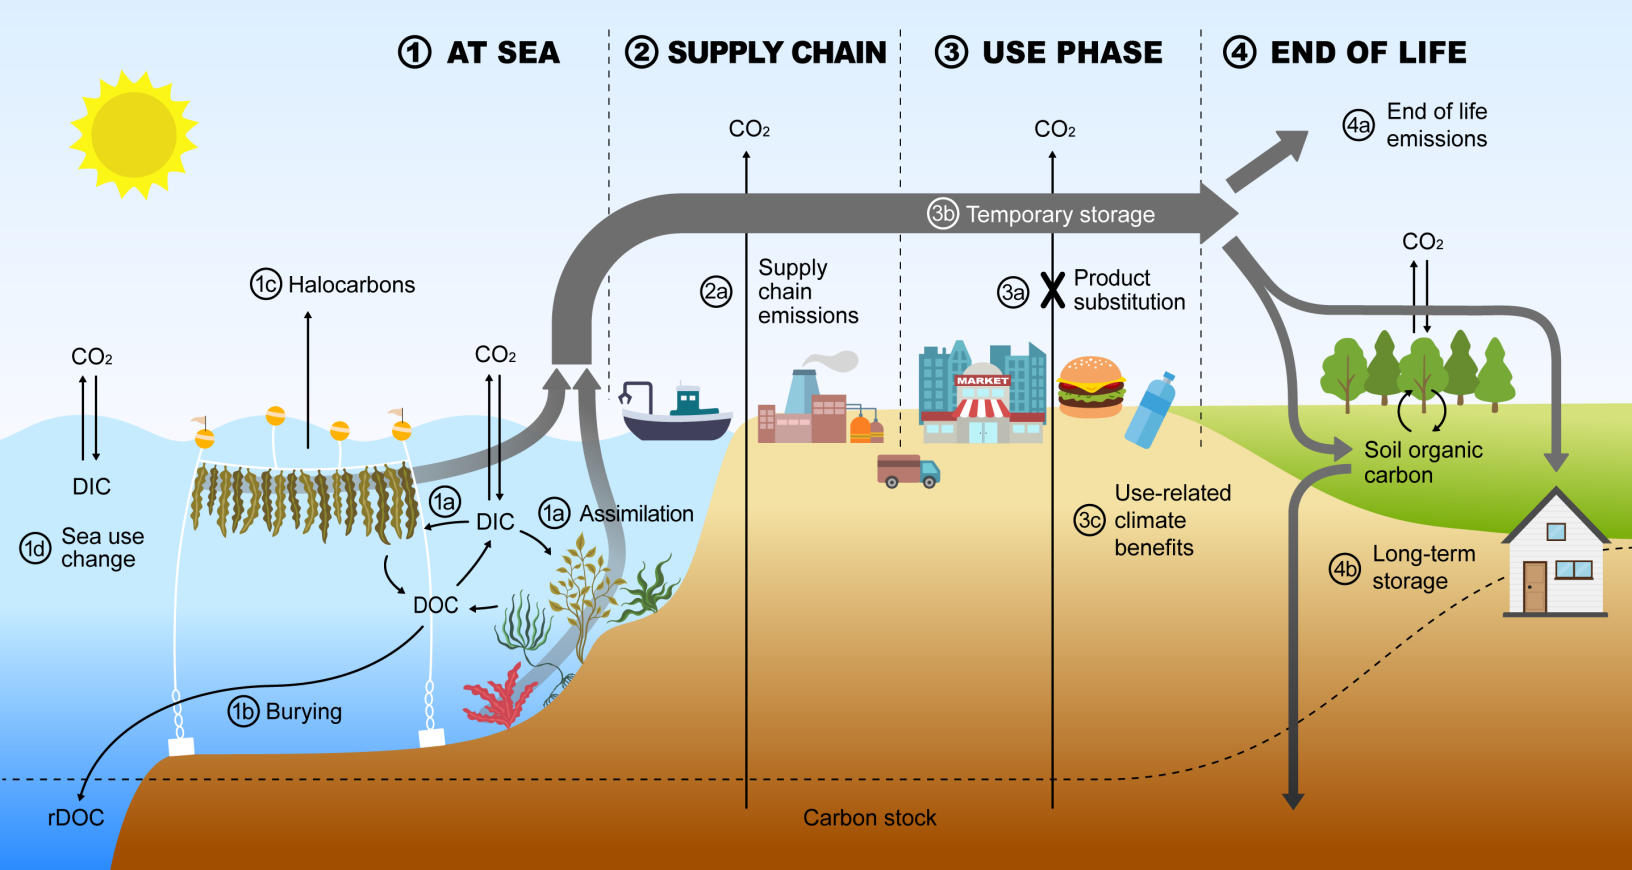 1 AT SEA
2 SUPPLY CHAIN
3 USE PHASE
4 END OF LIFE
CO₂
CO₂
4a End of life
emissions
3b Temporary storage
CO₂
1c Halocarbons
2a Supply
chain
emissions
3a Product
substitution
CO₂
CO₂
MARKET
DIC
1d Sea use
change
1a
DIC
1a Assimilation
DOC
1b Burying
rDOC
3c Use-related
climate
benefits
Soil organic
carbon
4b Long-term
storage
Carbon stock